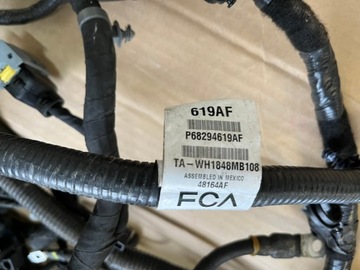 619AF
P68294619AF
TA-WH1848MB108
ASSEMBLED IN MEXICO
48164AF
FCA